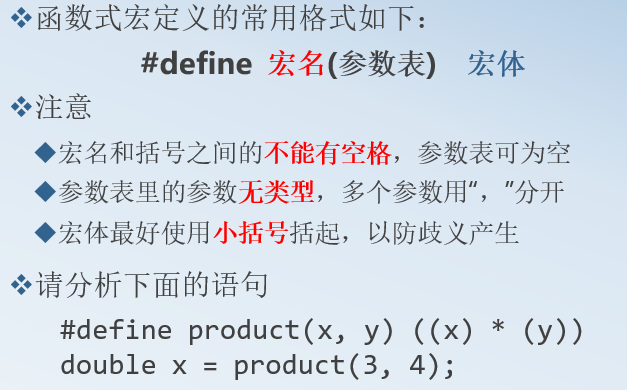 ❖函数式宏定义的常用格式如下：
#define 宏名(参数表) 宏体
❖注意
◆宏名和括号之间的不能有空格，参数表可为空
◆参数表里的参数无类型，多个参数用“，”分开
◆宏体最好使用小括号括起，以防歧义产生
❖请分析下面的语句
#define product(x, y) ((x) * (y))
double x = product(3, 4);